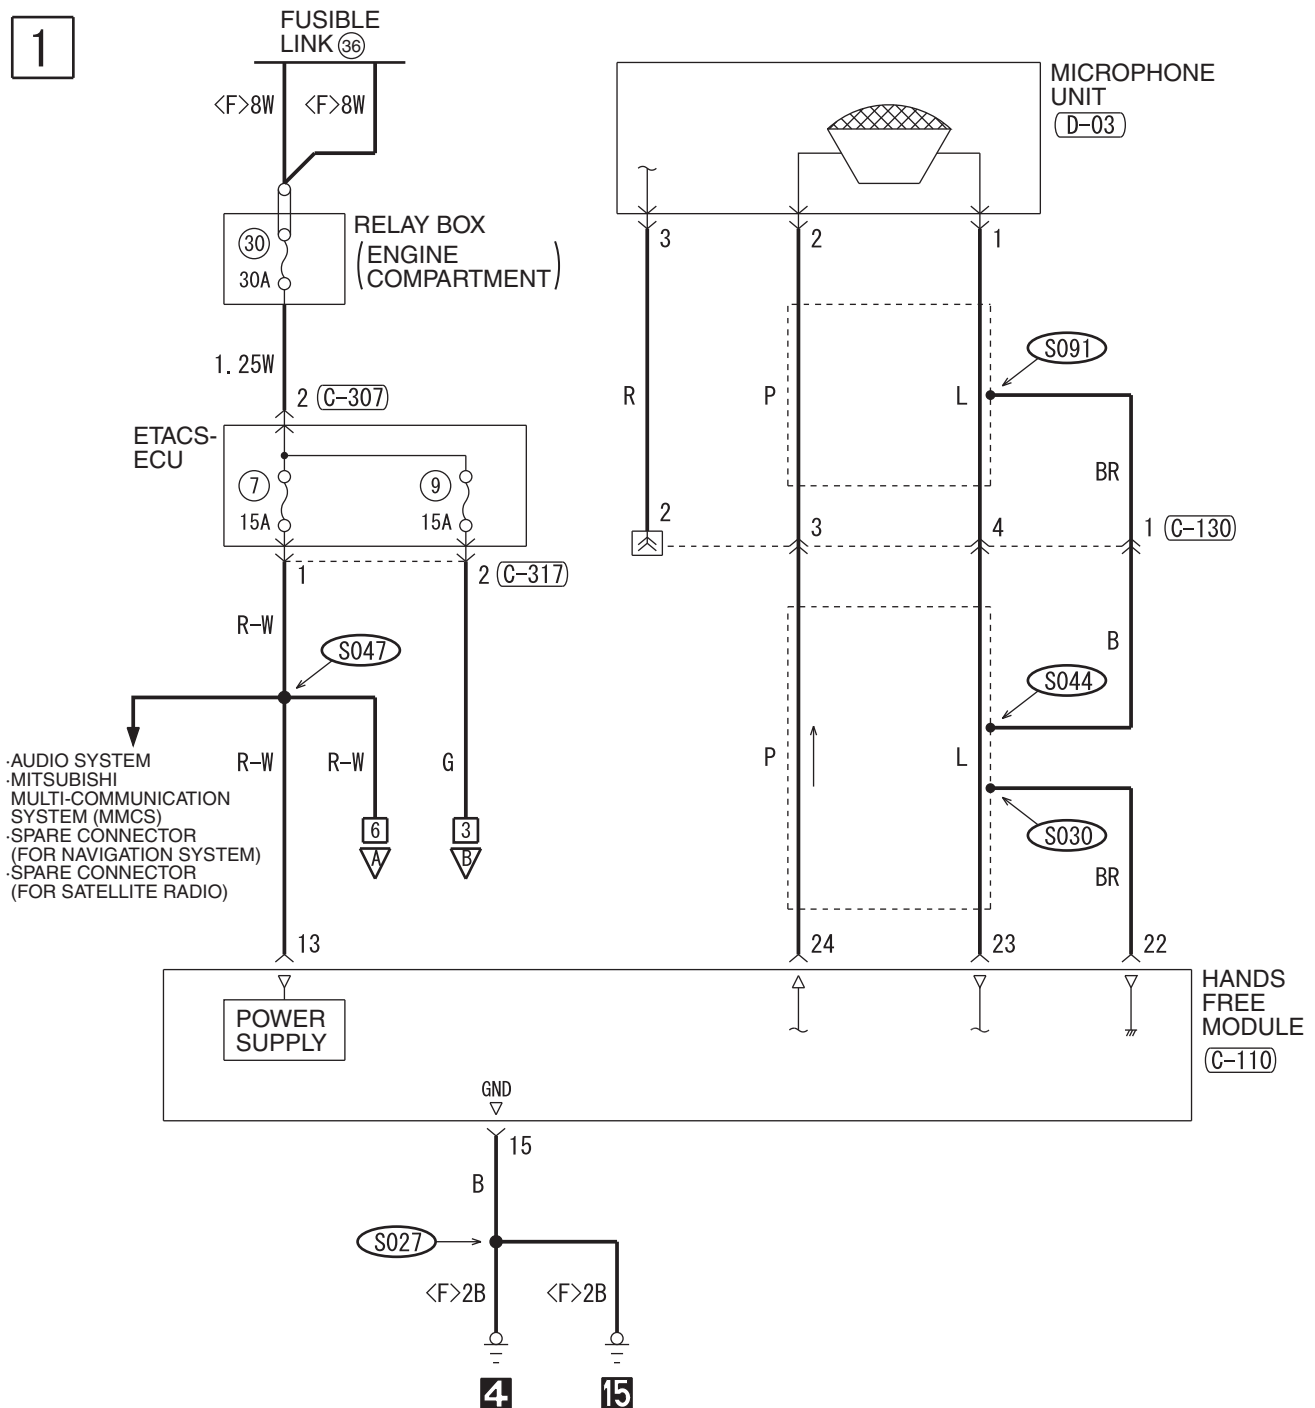 1
FUSIBLE
LINK 36
<F>8W <F>8W
RELAY BOX
(ENGINE
COMPARTMENT)
30
30A
1.25W
2 C-307
ETACS-
ECU
7
15A
9
15A
1
2 C-317
R-W
S047
R-W
R-W
G
·AUDIO SYSTEM
·MITSUBISHI
MULTI-COMMUNICATION
SYSTEM (MMCS)
·SPARE CONNECTOR
(FOR NAVIGATION SYSTEM)
·SPARE CONNECTOR
(FOR SATELLITE RADIO)
6
A
3
B
13
MICROPHONE
UNIT
D-03
3
2
1
S091
R
P
L
BR
2
3
4
1 C-130
B
S044
P
L
S030
BR
24
23
22
POWER
SUPPLY
HANDS
FREE
MODULE
C-110
GND
15
B
S027
<F>2B <F>2B
4
15